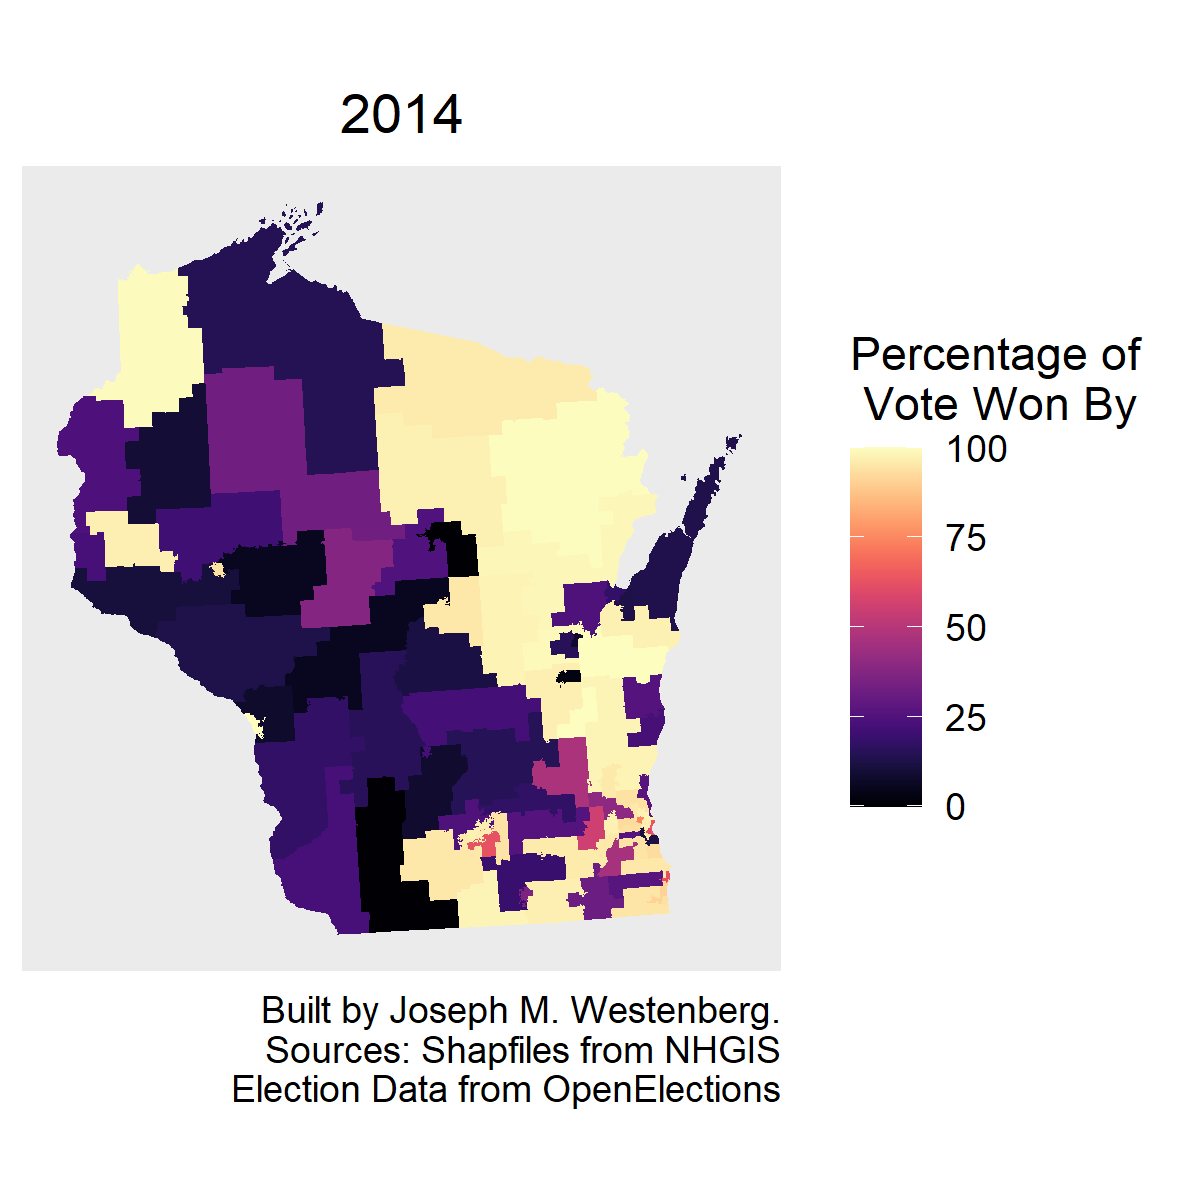 2014
Percentage of
Vote Won By
100
75
50
25
0
Built by Joseph M. Westenberg.
Sources: Shapfiles from NHGIS
Election Data from OpenElections